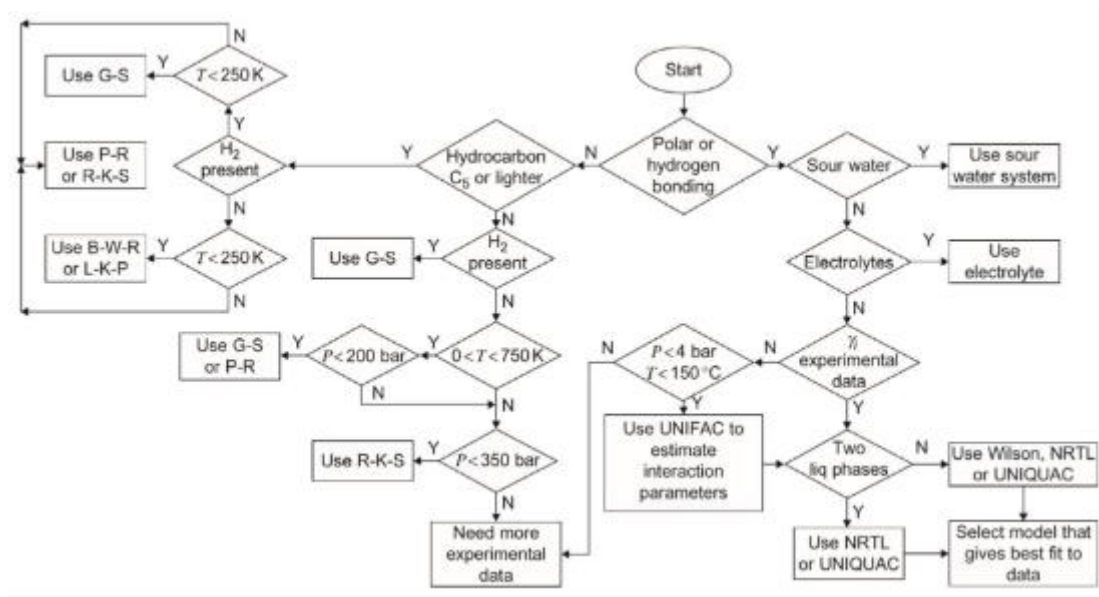 Start
Polar or
hydrogen
bonding
Y
N
Sour water
Y
Use sour
water system
N
Electrolytes
Y
Use
electrolyte
N
γi
experimental
data
N
Y
P<4 bar
T<150 °C
N
Y
Use UNIFAC to
estimate
interaction
parameters
Two
liq phases
N
Use Wilson, NRTL
or UNIQUAC
Y
Use NRTL
or UNIQUAC
Select model that
gives best fit to
data
Hydrocarbon
C5 or lighter
Y
N
H2
present
Y
Use G-S
N
0<T<750 K
Y
P<200 bar
Y
Use G-S
or P-R
N
N
P<350 bar
Y
Use R-K-S
N
Need more
experimental
data
H2
present
Y
T<250 K
Y
Use G-S
N
Use P-R
or R-K-S
N
T<250 K
Y
Use B-W-R
or L-K-P
N